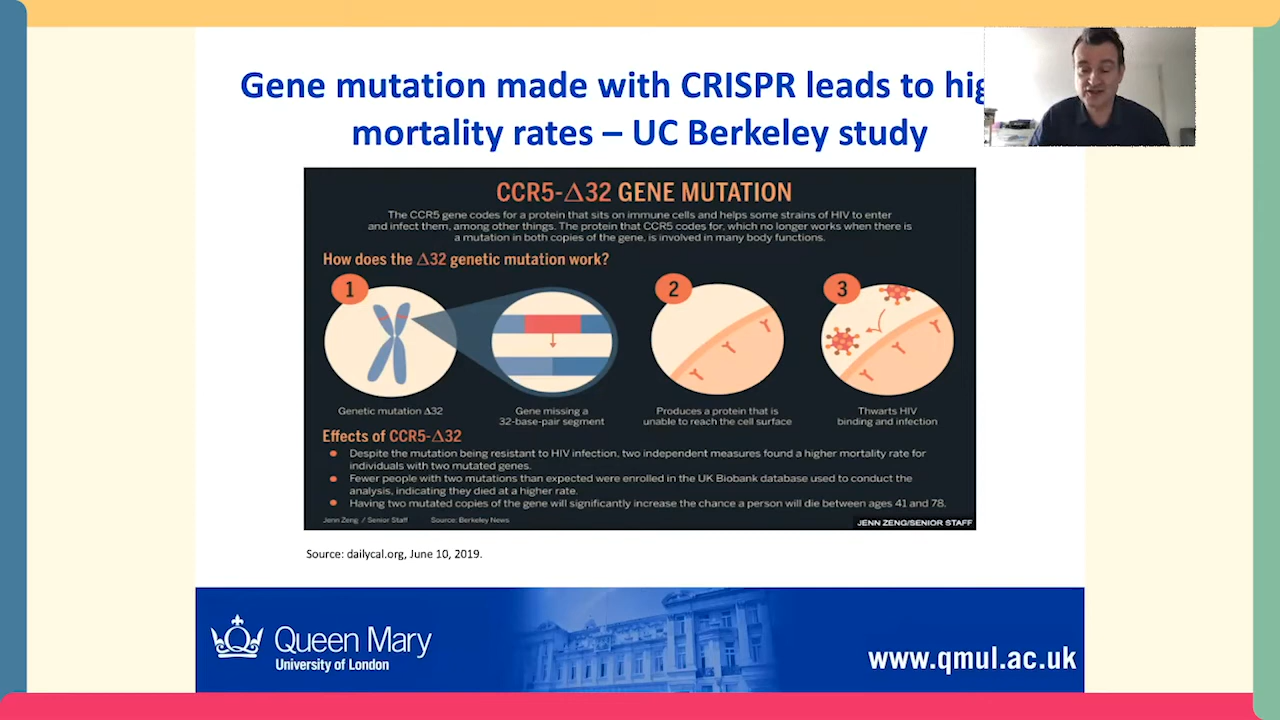 Gene mutation made with CRISPR leads to hig
mortality rates – UC Berkeley study
CCR5-Δ32 GENE MUTATION
The CCR5 gene codes for a protein that sits on immune cells and helps some strains of HIV to enter
and infect them, among other things. The protein that CCR5 codes for, which no longer works when there is
a mutation in both copies of the gene, is involved in many body functions.
How does the Δ32 genetic mutation work?
1
2
3
Genetic mutation Δ32
Gene missing a
32-base-pair segment
Produces a protein that is
unable to reach the cell surface
Thwarts HIV
binding and infection
Effects of CCR5-Δ32
● Despite the mutation being resistant to HIV infection, two independent measures found a higher mortality rate for
individuals with two mutated genes.
● Fewer people with two mutations than expected were enrolled in the UK Biobank database used to conduct the
analysis, indicating they died at a higher rate.
● Having two mutated copies of the gene will significantly increase the chance a person will die between ages 41 and 78.
Jenn Zeng / Senior Staff Source: Berkeley News
JENN ZENG/SENIOR STAFF
Source: dailycal.org, June 10, 2019.
Queen Mary
University of London
www.qmul.ac.uk